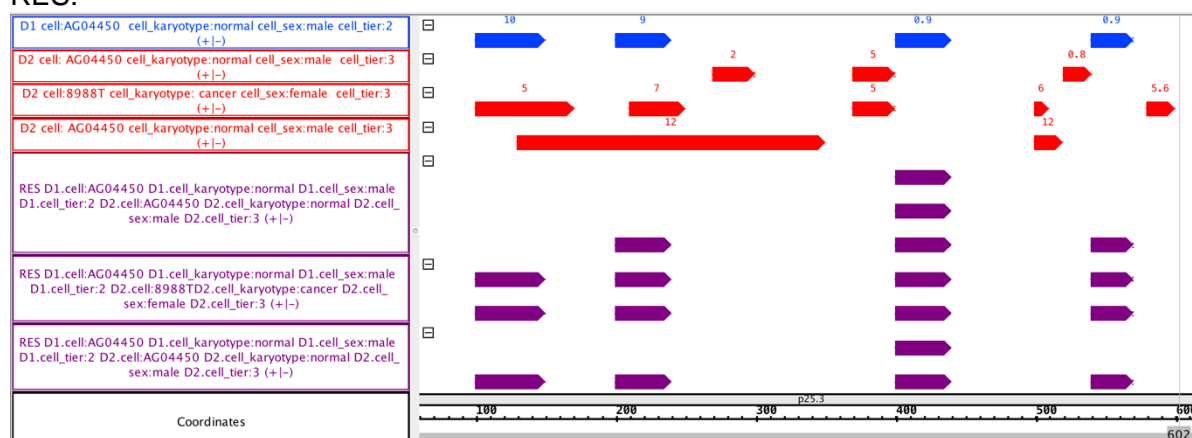 RES:
D1 cell:AG04450 cell_karyotype:normal cell_sex:male cell_tier:2
(+|-)
10 9 0.9 0.9
D2 cell: AG04450 cell_karyotype:normal cell_sex:male cell_tier:3
(+|-)
2 5 0.8
D2 cell:8988T cell_karyotype: cancer cell_sex:female cell_tier:3
(+|-)
5 7 5 6 5.6
D2 cell: AG04450 cell_karyotype:normal cell_sex:male cell_tier:3
(+|-)
12 12
RES D1.cell:AG04450 D1.cell_karyotype:normal D1.cell_sex:male
D1.cell_tier:2 D2.cell:AG04450 D2.cell_karyotype:normal D2.cell_
sex:male D2.cell_tier:3 (+|-)
RES D1.cell:AG04450 D1.cell_karyotype:normal D1.cell_sex:male
D1.cell_tier:2 D2.cell:8988TD2.cell_karyotype:cancer D2.cell_
sex:female D2.cell_tier:3 (+|-)
RES D1.cell:AG04450 D1.cell_karyotype:normal D1.cell_sex:male
D1.cell_tier:2 D2.cell:AG04450 D2.cell_karyotype:normal D2.cell_
sex:male D2.cell_tier:3 (+|-)
Coordinates
p25.3
100 200 300 400 500 600
602